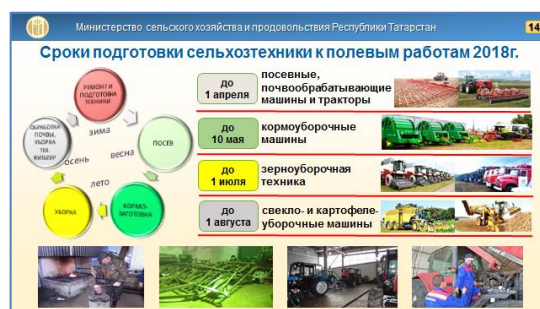 Министерство сельского хозяйства и продовольствия Республики Татарстан
14
Сроки подготовки сельхозтехники к полевым работам 2018г.
РЕМОНТ И
ПОДГОТОВКА
ТЕХНИКИ
ОБРАБОТКА
ПОЧВЫ,
УБОРКА
ТЕХ.
КУЛЬТУР
зима
осень
весна
лето
ПОСЕВ
УБОРКА
КОРМО-
ЗАГОТОВКА
до
1 апреля
посевные,
почвообрабатывающие
машины и тракторы
до
10 мая
кормоуборочные
машины
до
1 июля
зерноуборочная
техника
до
1 августа
свекло- и картофеле-
уборочные машины